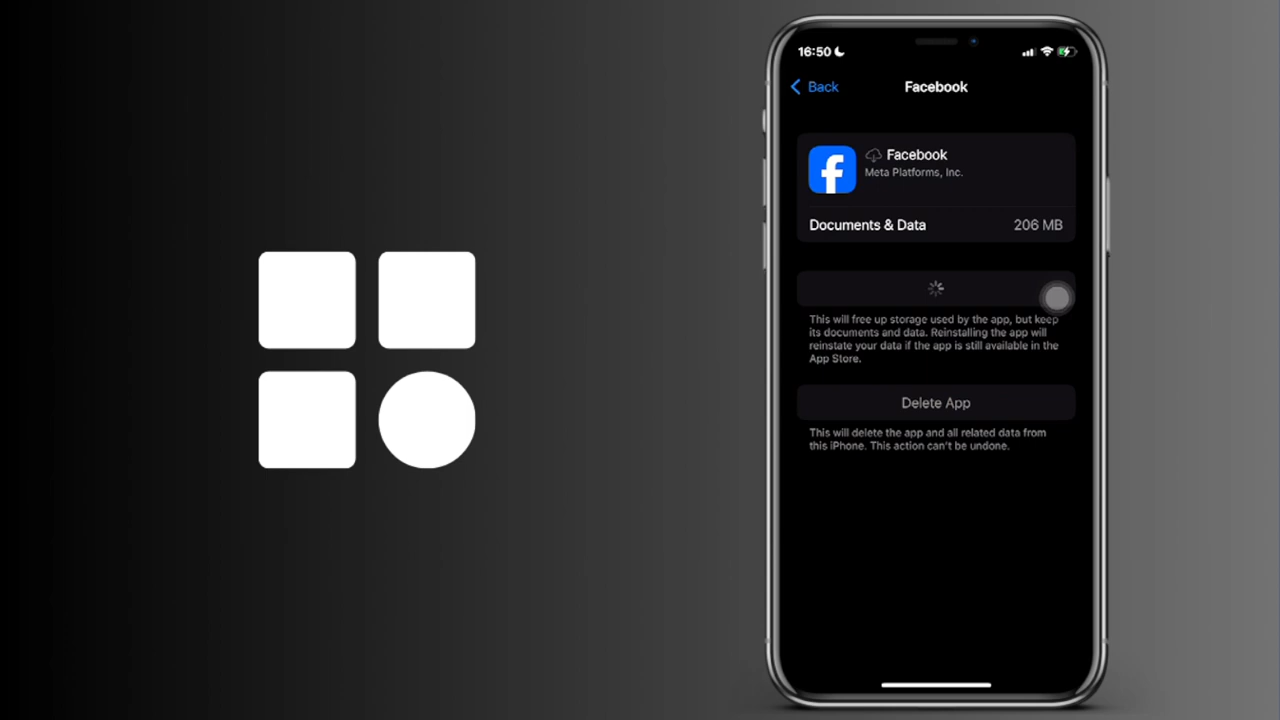 16:50
Back
Facebook
Facebook
Meta Platforms, Inc.
Documents & Data 206 MB
This will free up storage used by the app, but keep
its documents and data. Reinstalling the app will
reinstate your data if the app is still available in the
App Store.
Delete App
This will delete the app and all related data from
this iPhone. This action can't be undone.